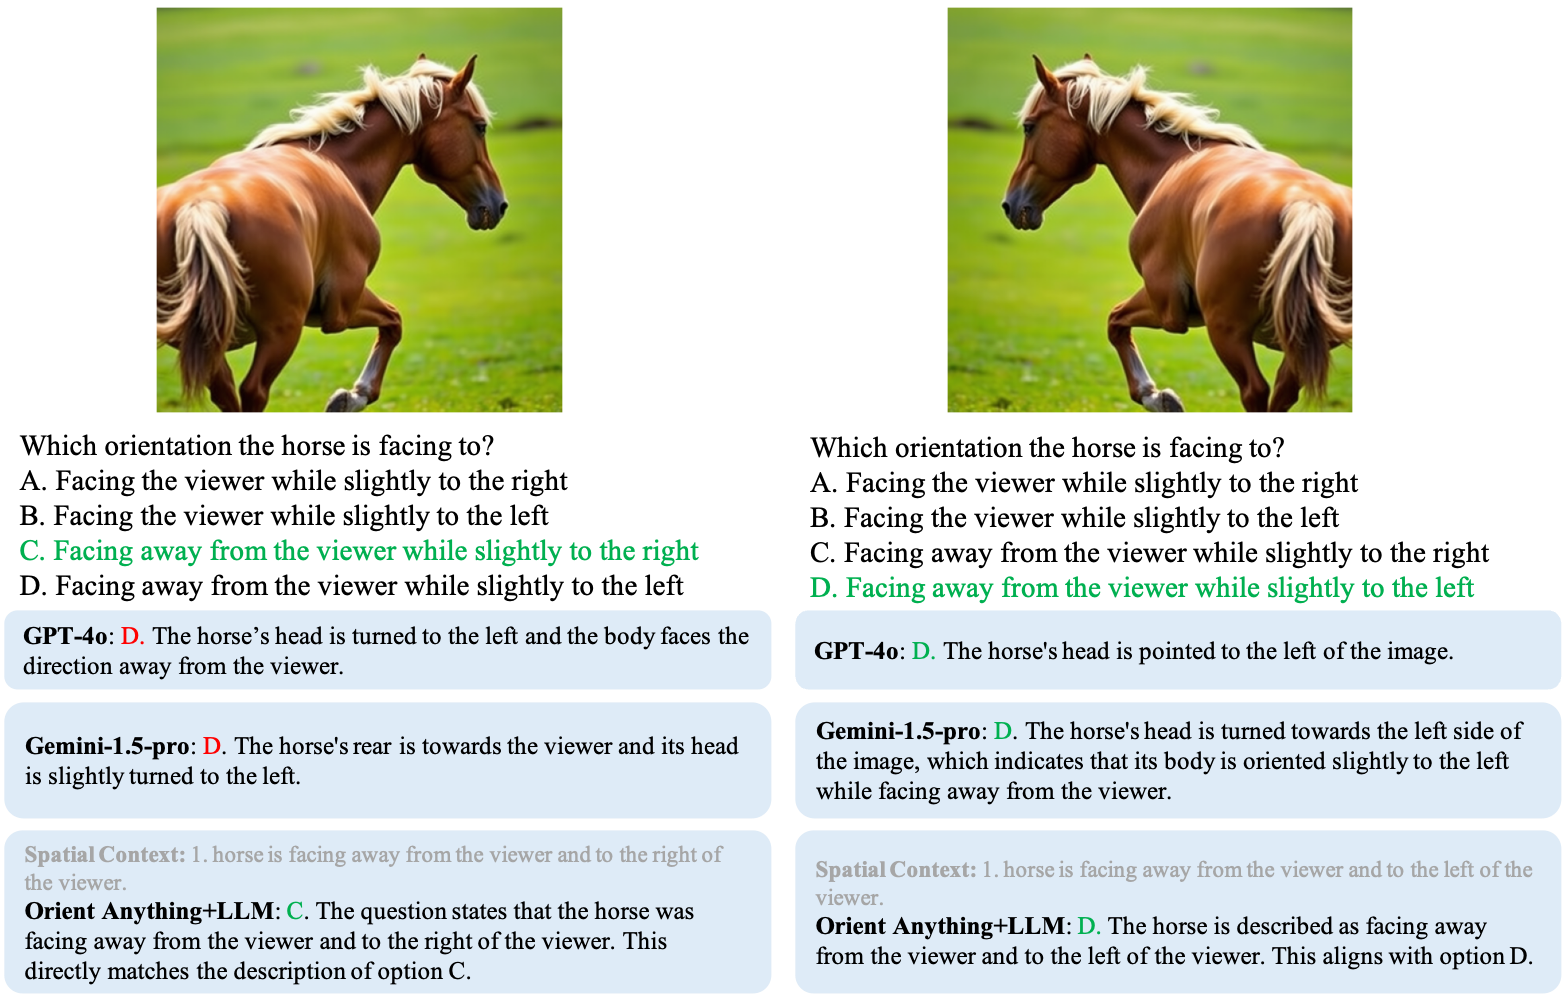 Which orientation the horse is facing to?
A. Facing the viewer while slightly to the right
B. Facing the viewer while slightly to the left
C. Facing away from the viewer while slightly to the right
D. Facing away from the viewer while slightly to the left
GPT-4o: D. The horse’s head is turned to the left and the body faces the
direction away from the viewer.
Gemini-1.5-pro: D. The horse's rear is towards the viewer and its head
is slightly turned to the left.
Spatial Context: 1. horse is facing away from the viewer and to the right of
the viewer.
Orient Anything+LLM: C. The question states that the horse was
facing away from the viewer and to the right of the viewer. This
directly matches the description of option C.
Which orientation the horse is facing to?
A. Facing the viewer while slightly to the right
B. Facing the viewer while slightly to the left
C. Facing away from the viewer while slightly to the right
D. Facing away from the viewer while slightly to the left
GPT-4o: D. The horse's head is pointed to the left of the image.
Gemini-1.5-pro: D. The horse's head is turned towards the left side of
the image, which indicates that its body is oriented slightly to the left
while facing away from the viewer.
Spatial Context: 1. horse is facing away from the viewer and to the left of the
viewer.
Orient Anything+LLM: D. The horse is described as facing away
from the viewer and to the left of the viewer. This aligns with option D.